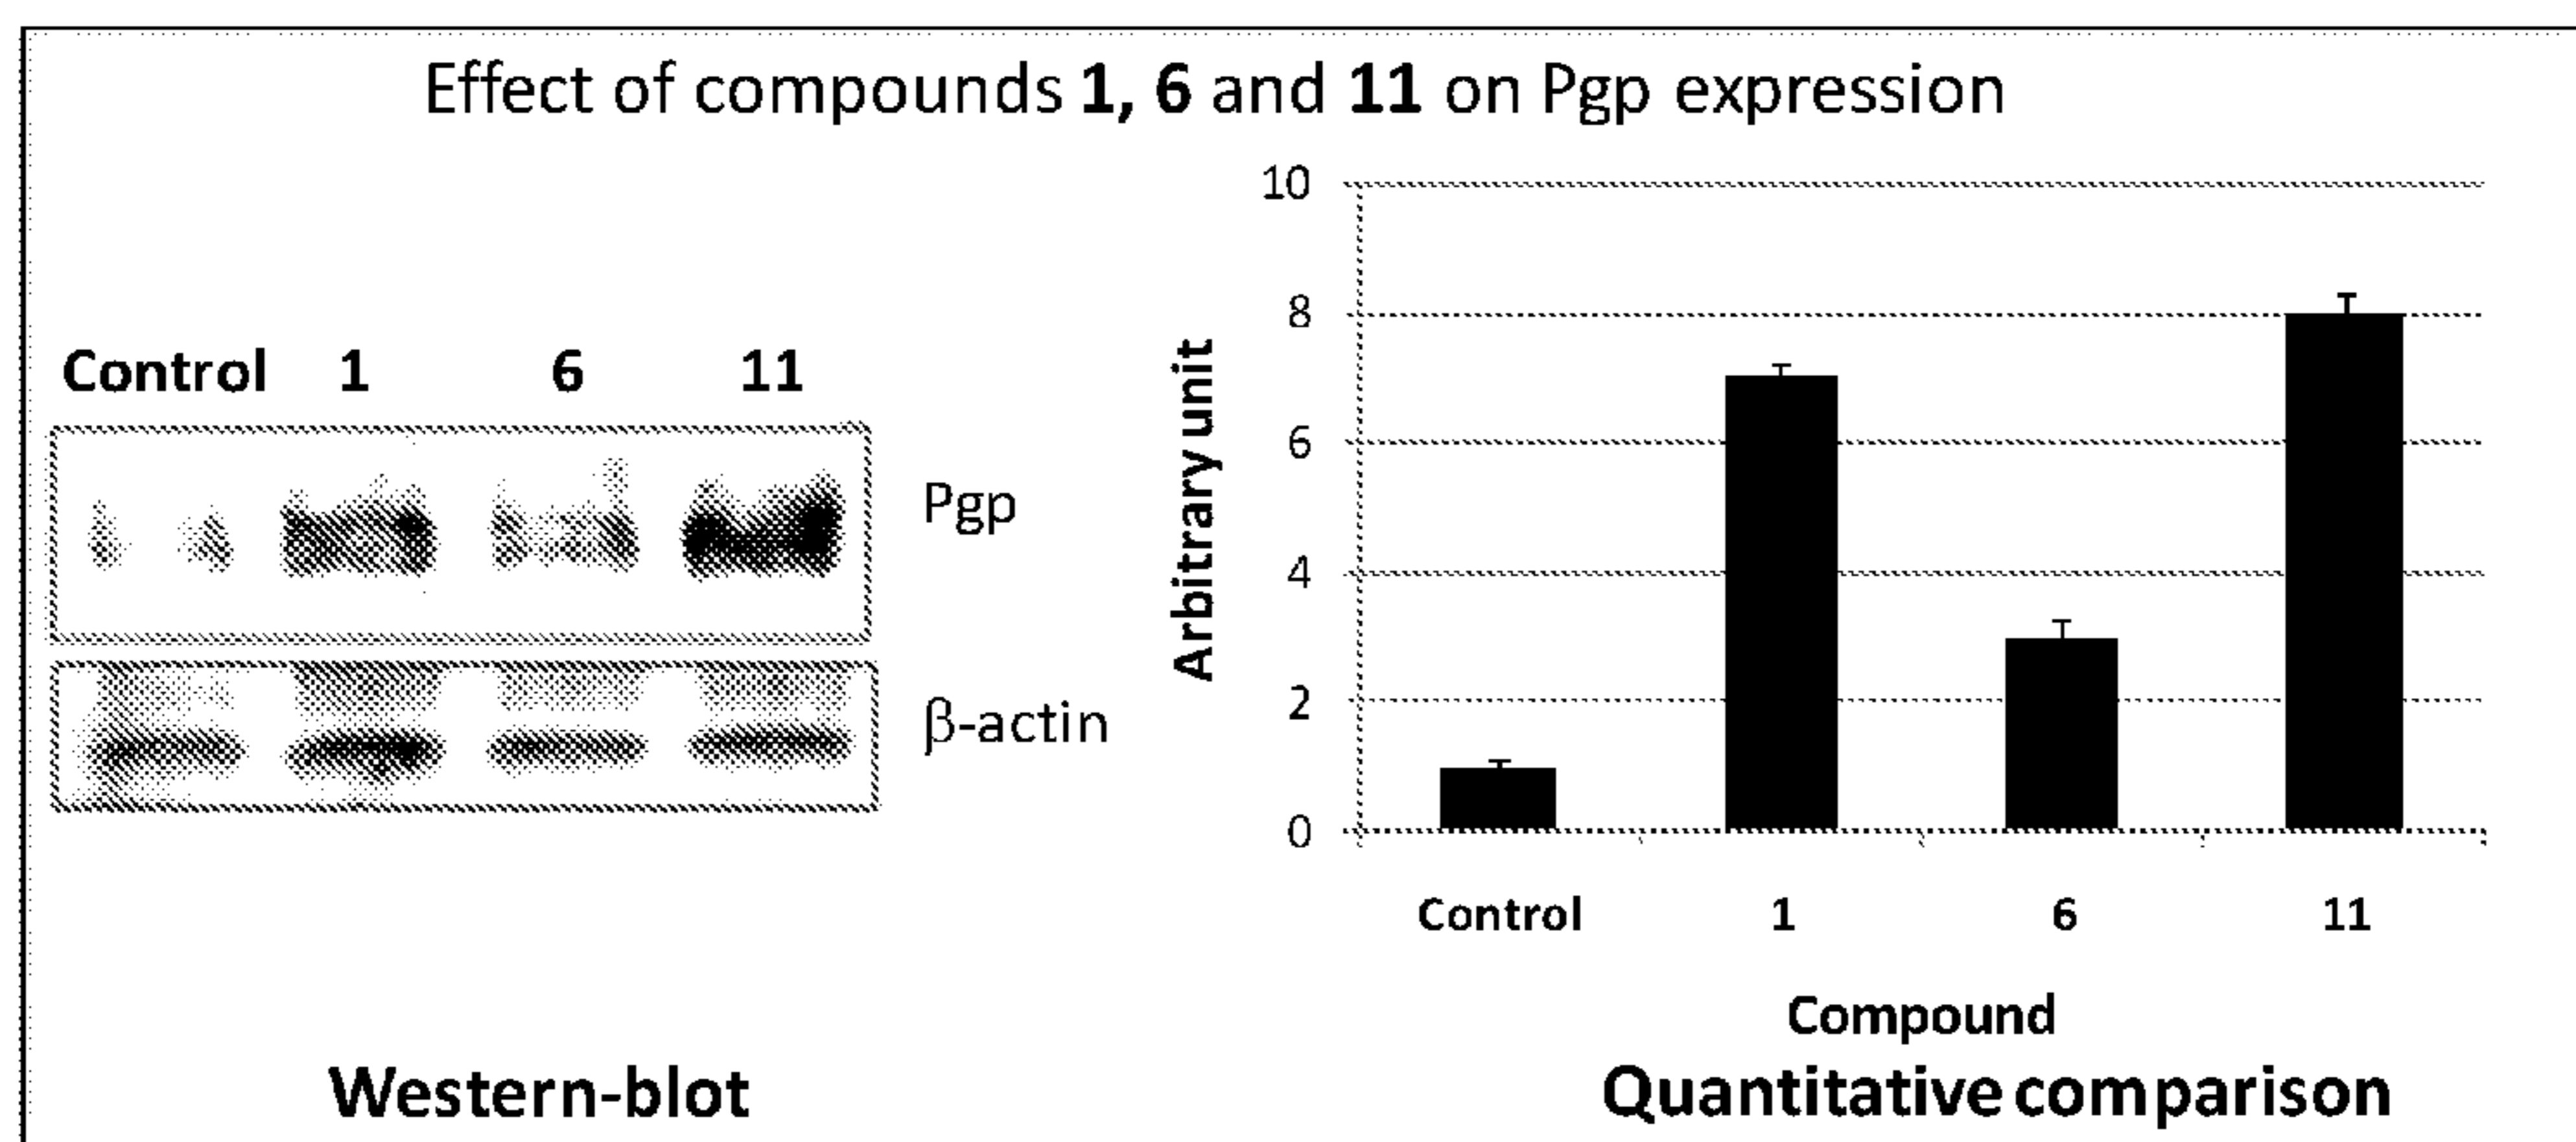 Effect of compounds 1, 6 and 11 on Pgp expression
Control 1 6 11
Pgp
β-actin
Western-blot
Arbitrary unit
10
8
6
4
2
0
Control 1 6 11
Compound
Quantitative comparison